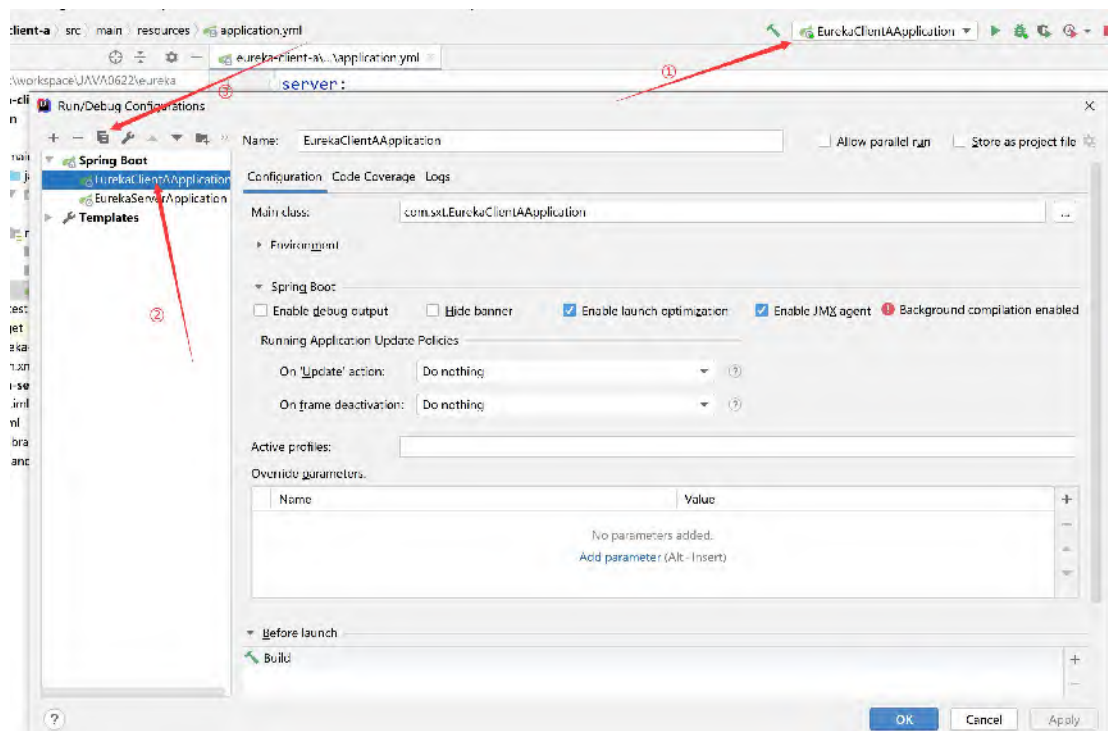 client-a src main resources application.yml EurekaClientAApplication
eureka-client-a\...\application.yml
\workspace\JAVA0622\eureka server:
①
③
Run/Debug Configurations
Name: EurekaClientAApplication Allow parallel run Store as project file
Spring Boot
EurekaClientAApplication Configuration Code Coverage Logs
EurekaServerApplication
Templates Main class: com.sxt.EurekaClientAApplication ...
Environment
Spring Boot
② Enable debug output Hide banner Enable launch optimization Enable JMX agent Background compilation enabled
Running Application Update Policies
On 'Update' action: Do nothing
On frame deactivation: Do nothing
Active profiles:
Override parameters:
Name Value
No parameters added.
Add parameter (Alt+Insert)
Before launch
Build
? OK Cancel Apply